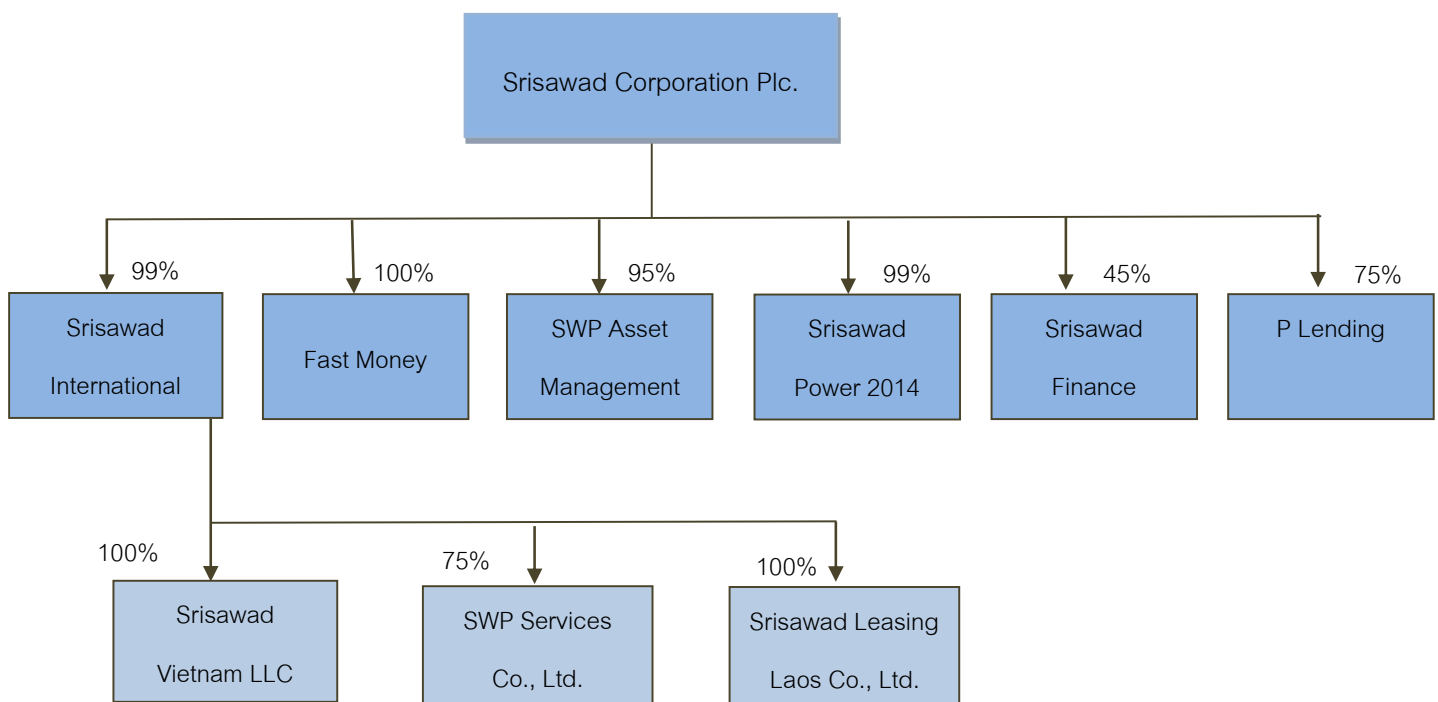 Srisawad Corporation Plc.
99%
100%
95%
99%
45%
75%
Srisawad
International
Fast Money
SWP Asset
Management
Srisawad
Power 2014
Srisawad
Finance
P Lending
100%
75%
100%
Srisawad
Vietnam LLC
SWP Services
Co., Ltd.
Srisawad Leasing
Laos Co., Ltd.